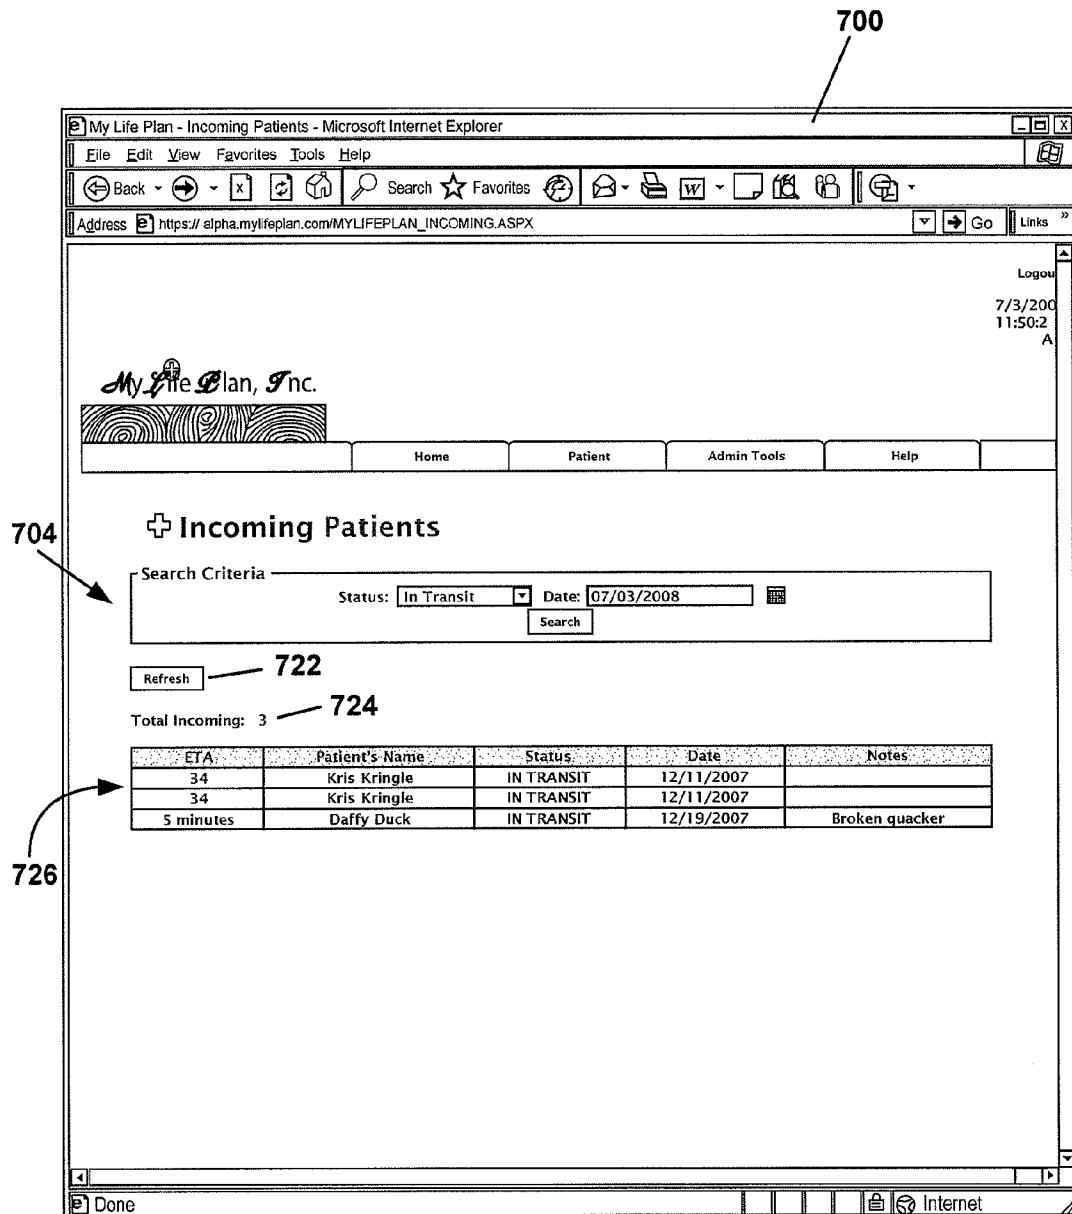 700
My Life Plan - Incoming Patients - Microsoft Internet Explorer
File Edit View Favorites Tools Help
Back Search Favorites
Address https:// alpha.mylifeplan.com/MYLIFEPLAN_INCOMING.ASPX Go Links »
Logou
7/3/200
11:50:2
A
My Life Plan, Inc.
Home Patient Admin Tools Help
704
Incoming Patients
Search Criteria
Status: In Transit Date: 07/03/2008
Search
Refresh 722
Total Incoming: 3 724
ETA Patient's Name Status Date Notes
34 Kris Kringle IN TRANSIT 12/11/2007
34 Kris Kringle IN TRANSIT 12/11/2007
5 minutes Daffy Duck IN TRANSIT 12/19/2007 Broken quacker
726
Done Internet